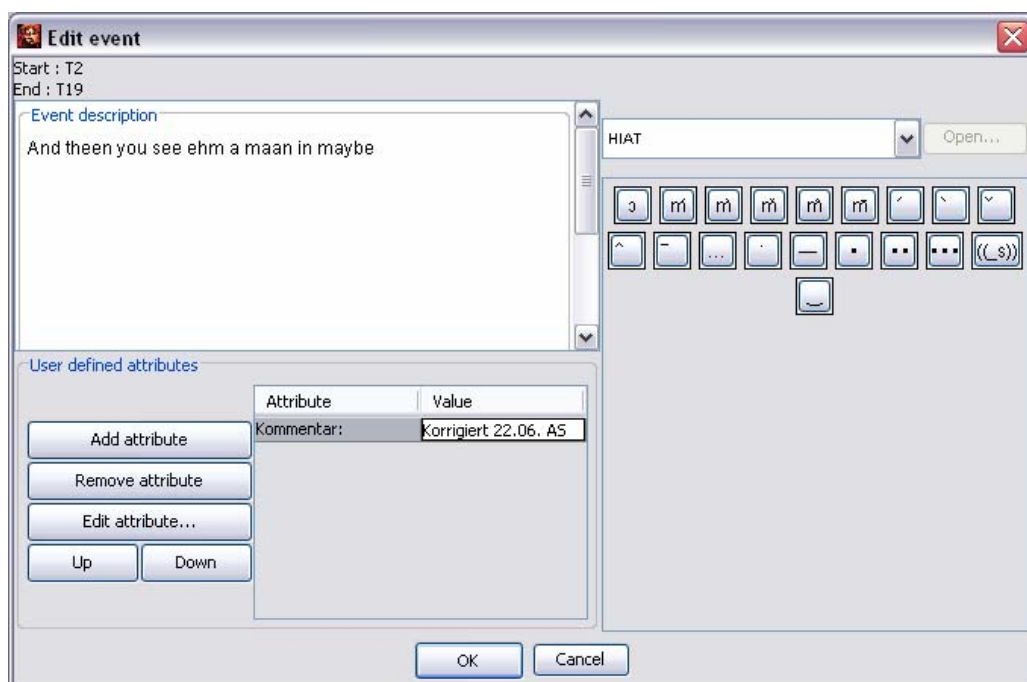 Edit event
Start : T2
End : T19
Event description
And theen you see ehm a maan in maybe
HIAT
Open...
ɔ ḿ m̀ m̌ m̂ m̄ ´ ` ˇ
^ ¯ ... ˙ — • •• ••• ((_s))
‿
User defined attributes
Attribute Value
Kommentar: Korrigiert 22.06. AS
Add attribute
Remove attribute
Edit attribute...
Up Down
OK Cancel